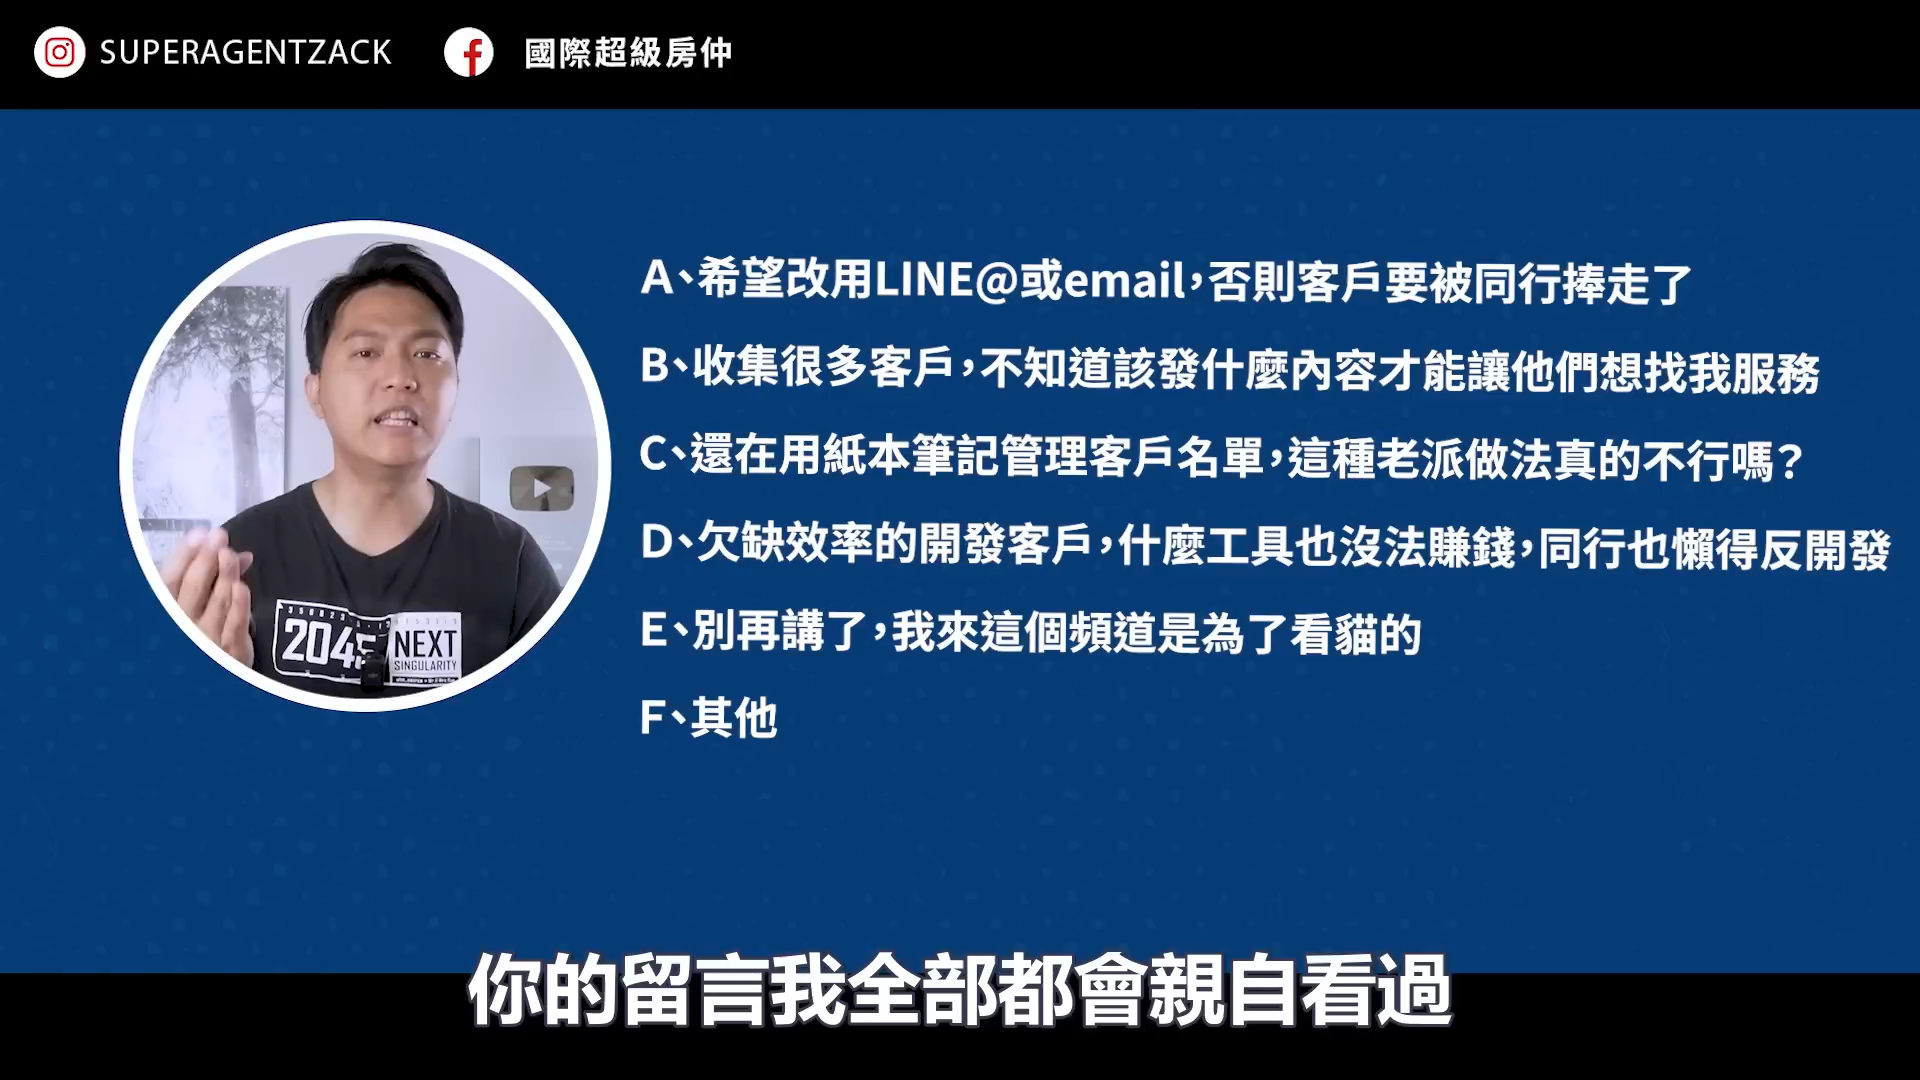 SUPERAGENTZACK
國際超級房仲
A、希望改用LINE@或email，否則客戶要被同行捧走了
B、收集很多客戶，不知道該發什麼內容才能讓他們想找我服務
C、還在用紙本筆記管理客戶名單，這種老派做法真的不行嗎？
D、欠缺效率的開發客戶，什麼工具也沒法賺錢，同行也懶得反開發
E、別再講了，我來這個頻道是為了看貓的
F、其他
2045
NEXT
SINGULARITY
你的留言我全部都會親自看過